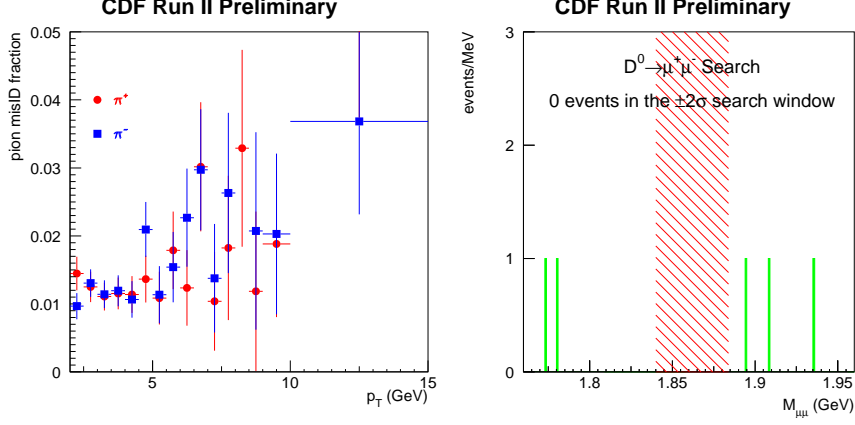 CDF Run II Preliminary
pion misID fraction
0.05
0.04
0.03
0.02
0.01
0
π⁺
π⁻
5
10
15
p_T (GeV)
CDF Run II Preliminary
events/MeV
3
2
1
0
D⁰→μ⁺μ⁻ Search
0 events in the ±2σ search window
1.8
1.85
1.9
1.95
M_μμ (GeV)